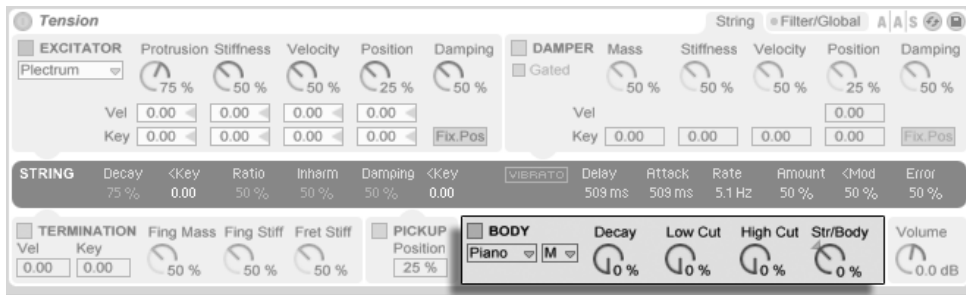 Tension String Filter/Global A A S
EXCITATOR Protrusion Stiffness Velocity Position Damping
Plectrum 75 % 50 % 50 % 25 % 50 %
Vel 0.00 0.00 0.00 0.00
Key 0.00 0.00 0.00 0.00 Fix.Pos
DAMPER Mass Stiffness Velocity Position Damping
Gated 50 % 50 % 50 % 25 % 50 %
Vel 0.00
Key 0.00 0.00 0.00 0.00 Fix.Pos
STRING Decay <Key Ratio Inharm Damping <Key VIBRATO Delay Attack Rate Amount <Mod Error
75 % 0.00 50 % 50 % 50 % 0.00 509 ms 509 ms 5.1 Hz 50 % 50 % 50 %
TERMINATION Fing Mass Fing Stiff Fret Stiff
Vel Key
0.00 0.00 50 % 50 % 50 %
PICKUP
Position
25 %
BODY Decay Low Cut High Cut Str/Body
Piano M 0 % 0 % 0 % 0 %
Volume
0.0 dB